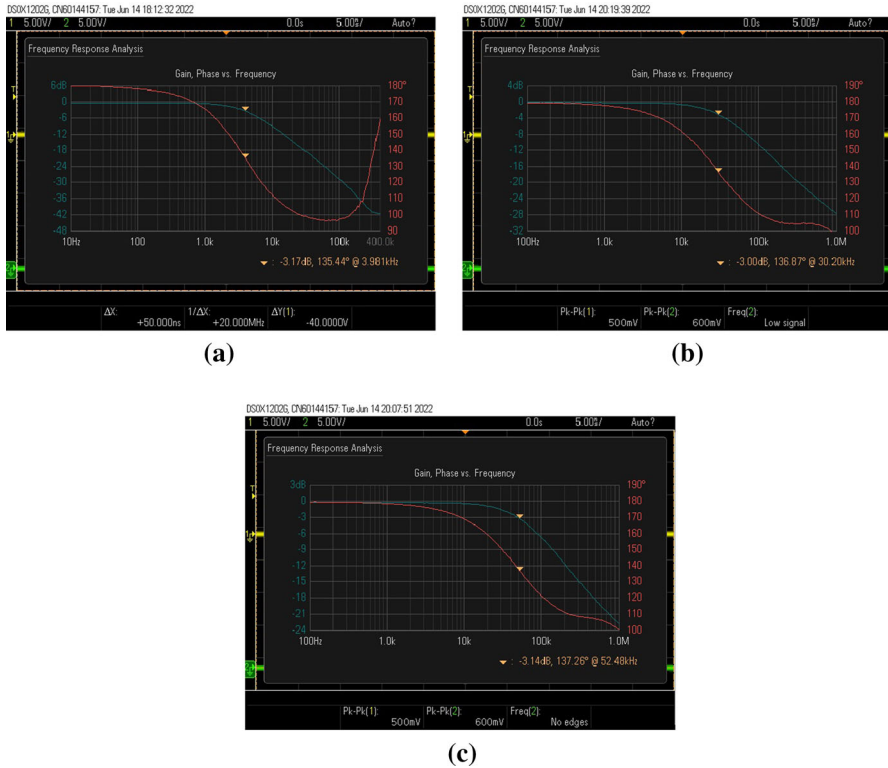 DSOX1202G, CN60144157: Tue Jun 14 18:12:32 2022
1 5.00V/ 2 5.00V/ 0.0s 5.00%/ Auto?
Frequency Response Analysis
Gain, Phase vs. Frequency
6dB 180°
0 170
-6 160
-12 150
-18 140
-24 130
-30 120
-36 110
-42 100
-48 90
10Hz 100 1.0k 10k 100k 400.0k
: -3.17dB, 135.44° @ 3.981kHz
ΔX: 1/ΔX: ΔY(1):
+50.000ns +20.000MHz -40.0000V
(a)
DSOX1202G, CN60144157: Tue Jun 14 20:19:39 2022
1 5.00V/ 2 5.00V/ 0.0s 5.00%/ Auto?
Frequency Response Analysis
Gain, Phase vs. Frequency
4dB 190°
0 180
-4 170
-8 160
-12 150
-16 140
-20 130
-24 120
-28 110
-32 100
100Hz 1.0k 10k 100k 1.0M
: -3.00dB, 136.87° @ 30.20kHz
Pk-Pk(1): Pk-Pk(2): Freq(2):
500mV 600mV Low signal
(b)
DSOX1202G, CN60144157: Tue Jun 14 20:07:51 2022
1 5.00V/ 2 5.00V/ 0.0s 5.00%/ Auto?
Frequency Response Analysis
Gain, Phase vs. Frequency
3dB 190°
0 180
-3 170
-6 160
-9 150
-12 140
-15 130
-18 120
-21 110
-24 100
100Hz 1.0k 10k 100k 1.0M
: -3.14dB, 137.26° @ 52.48kHz
Pk-Pk(1): Pk-Pk(2): Freq(2):
500mV 600mV No edges
(c)